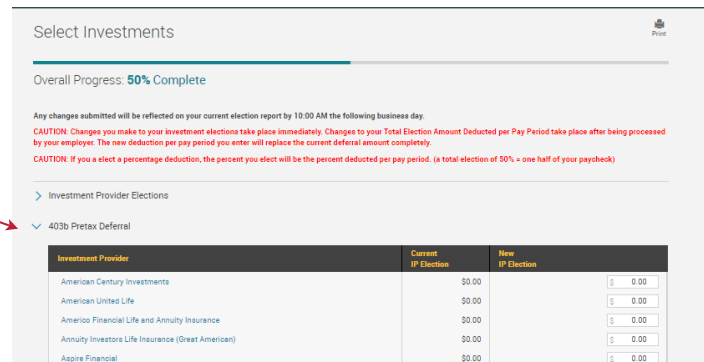 Select Investments
Print
Overall Progress: 50% Complete
Any changes submitted will be reflected on your current election report by 10:00 AM the following business day.
CAUTION: Changes you make to your investment elections take place immediately. Changes to your Total Election Amount Deducted per Pay Period take place after being processed
by your employer. The new deduction per pay period you enter will replace the current deferral amount completely.
CAUTION: If you a elect a percentage deduction, the percent you elect will be the percent deducted per pay period. (a total election of 50% = one half of your paycheck)
Investment Provider Elections
403b Pretax Deferral
Investment Provider Current IP Election New IP Election
American Century Investments $0.00 $ 0.00
American United Life $0.00 $ 0.00
Americo Financial Life and Annuity Insurance $0.00 $ 0.00
Annuity Investors Life Insurance (Great American) $0.00 $ 0.00
Aspire Financial $0.00 $ 0.00